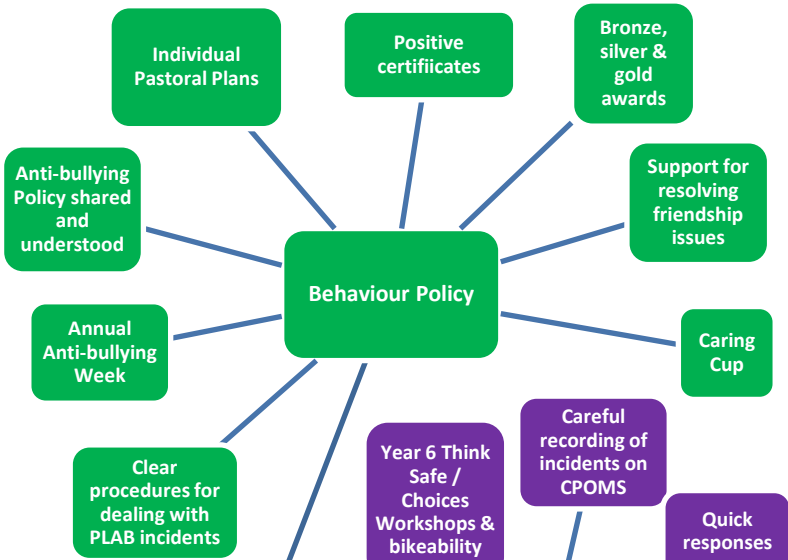 Individual
Pastoral Plans
Positive
certifiicates
Bronze,
silver &
gold
awards
Anti-bullying
Policy shared
and
understood
Support for
resolving
friendship
issues
Behaviour Policy
Annual
Anti-bullying
Week
Caring
Cup
Clear
procedures for
dealing with
PLAB incidents
Year 6 Think
Safe /
Choices
Workshops &
bikeability
Careful
recording of
incidents on
CPOMS
Quick
responses